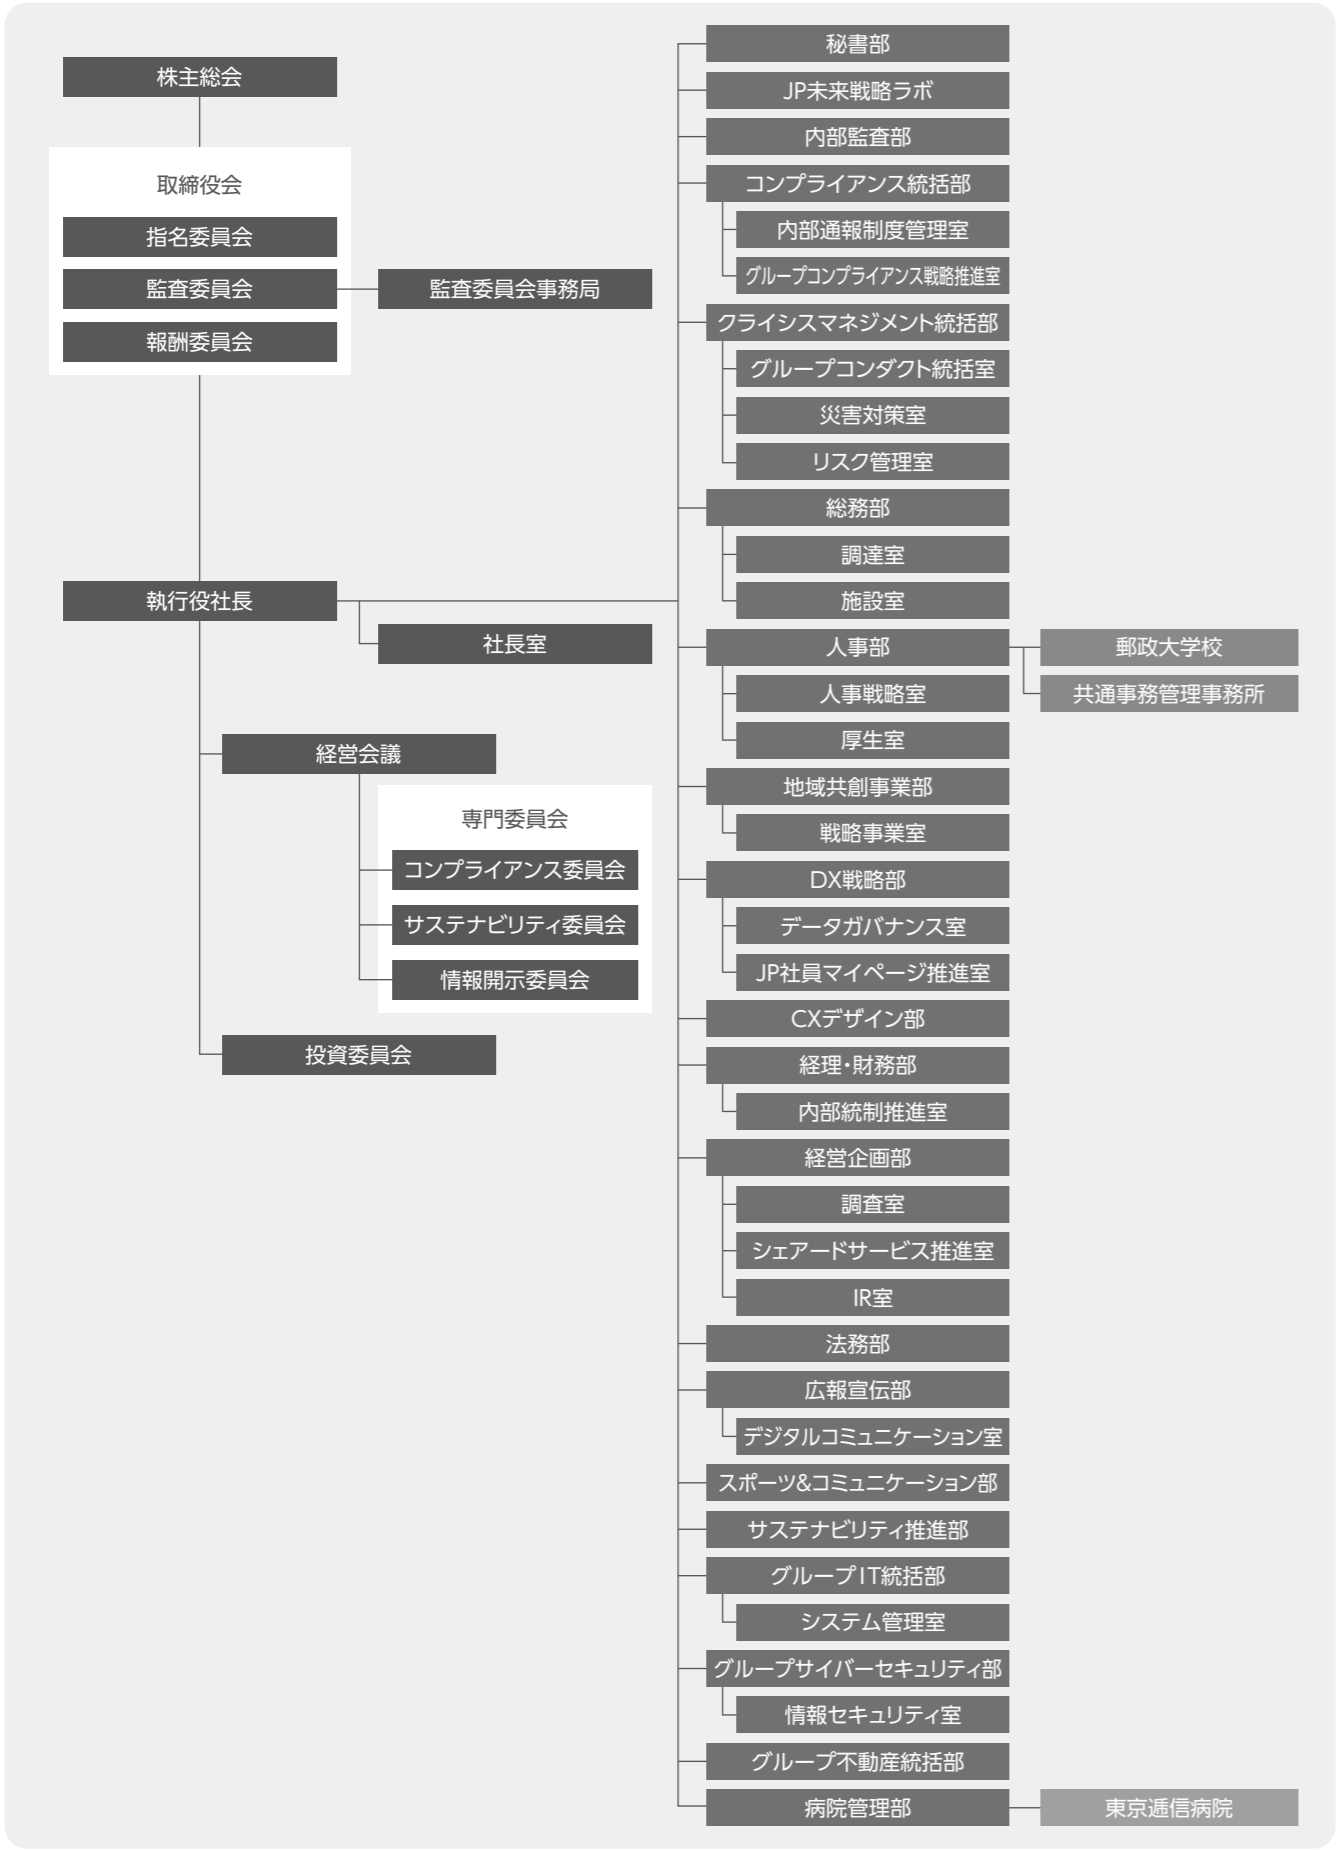 株主総会
取締役会
指名委員会
監査委員会
監査委員会事務局
報酬委員会
執行役社長
社長室
経営会議
専門委員会
コンプライアンス委員会
サステナビリティ委員会
情報開示委員会
投資委員会
秘書部
JP未来戦略ラボ
内部監査部
コンプライアンス統括部
内部通報制度管理室
グループコンプライアンス戦略推進室
クライシスマネジメント統括部
グループコンダクト統括室
災害対策室
リスク管理室
総務部
調達室
施設室
人事部
郵政大学校
共通事務管理事務所
人事戦略室
厚生室
地域共創事業部
戦略事業室
DX戦略部
データガバナンス室
JP社員マイページ推進室
CXデザイン部
経理・財務部
内部統制推進室
経営企画部
調査室
シェアードサービス推進室
IR室
法務部
広報宣伝部
デジタルコミュニケーション室
スポーツ&コミュニケーション部
サステナビリティ推進部
グループIT統括部
システム管理室
グループサイバーセキュリティ部
情報セキュリティ室
グループ不動産統括部
病院管理部
東京逓信病院